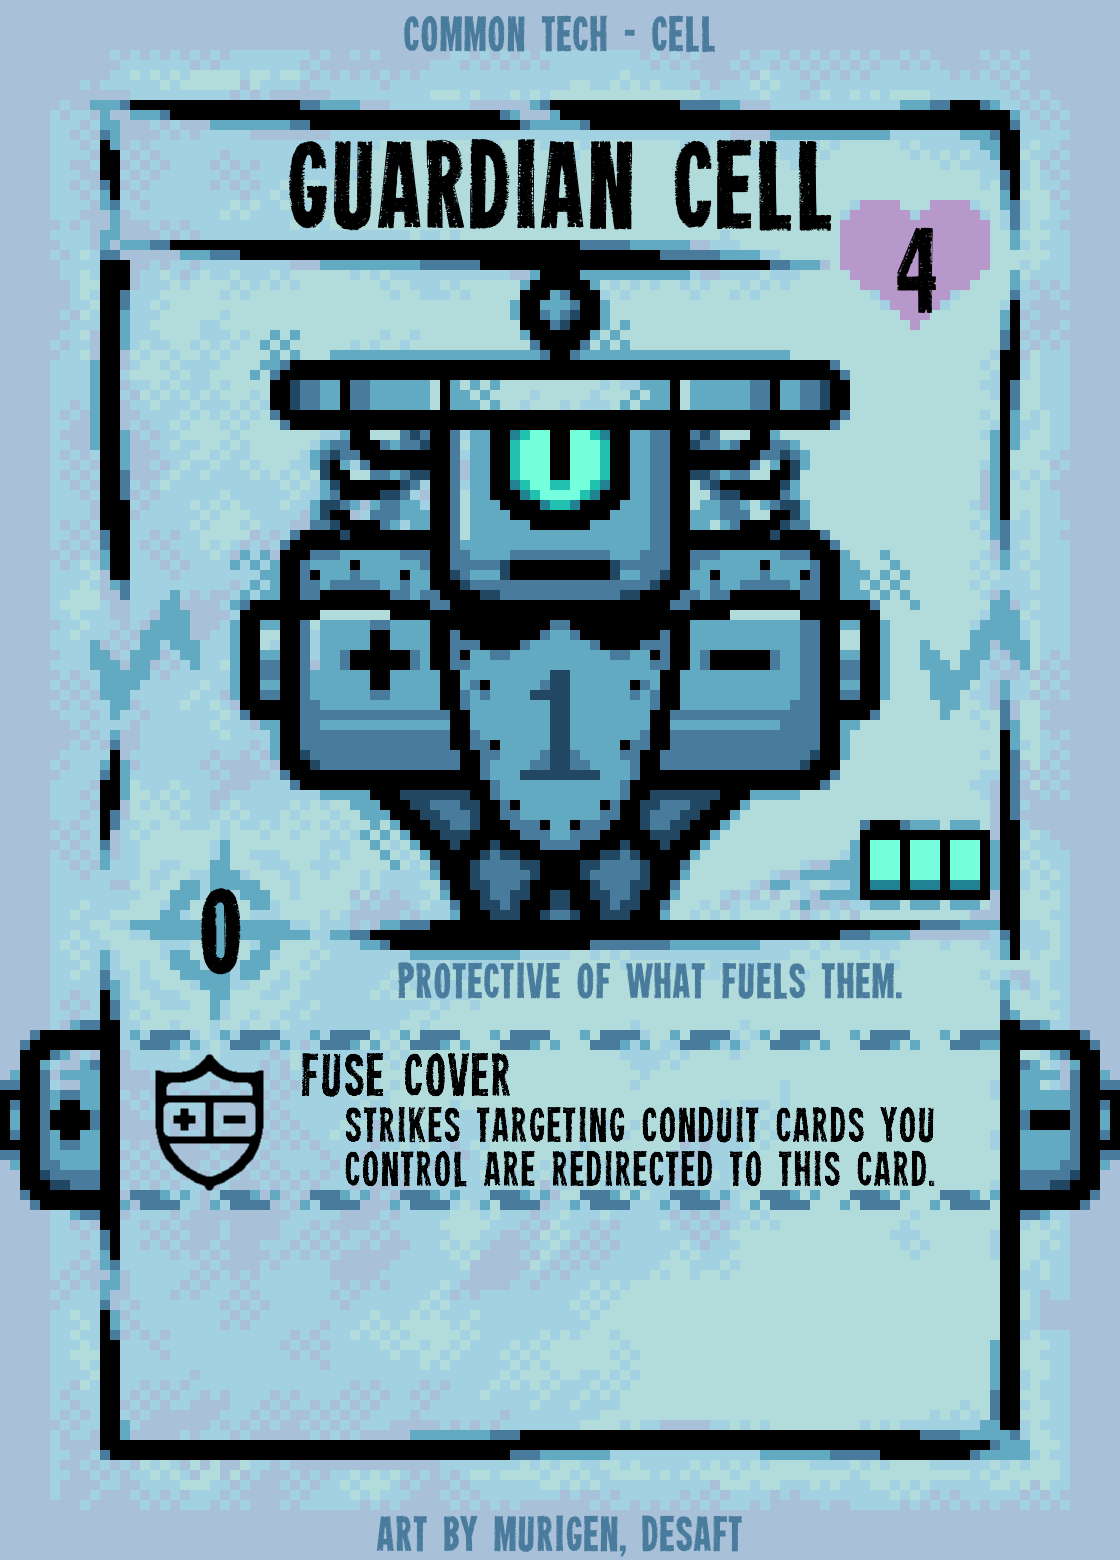 COMMON TECH - CELL
GUARDIAN CELL
4
+ -
1
0
PROTECTIVE OF WHAT FUELS THEM.
FUSE COVER
+ -
STRIKES TARGETING CONDUIT CARDS YOU
CONTROL ARE REDIRECTED TO THIS CARD.
+ -
ART BY MURIGEN, DESAFT